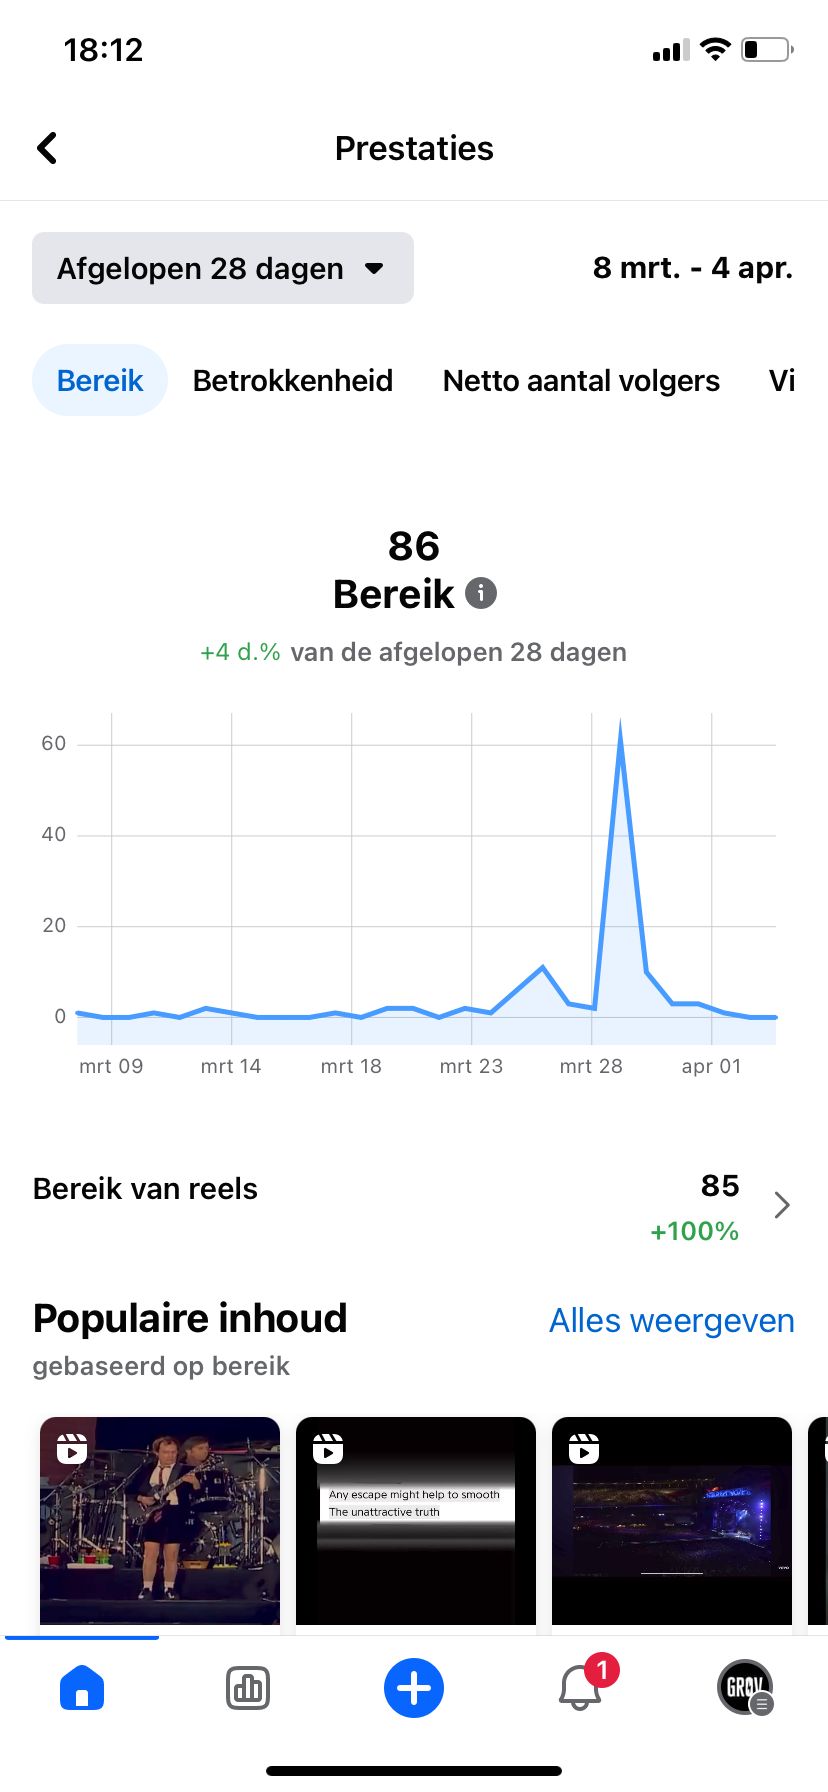 18:12
Prestaties
Afgelopen 28 dagen
8 mrt. - 4 apr.
Bereik
Betrokkenheid
Netto aantal volgers
Vi
86
Bereik
+4 d.% van de afgelopen 28 dagen
60
40
20
0
mrt 09
mrt 14
mrt 18
mrt 23
mrt 28
apr 01
Bereik van reels
85
+100%
Populaire inhoud
Alles weergeven
gebaseerd op bereik
Any escape might help to smooth
The unattractive truth
vevo
1
GRØV